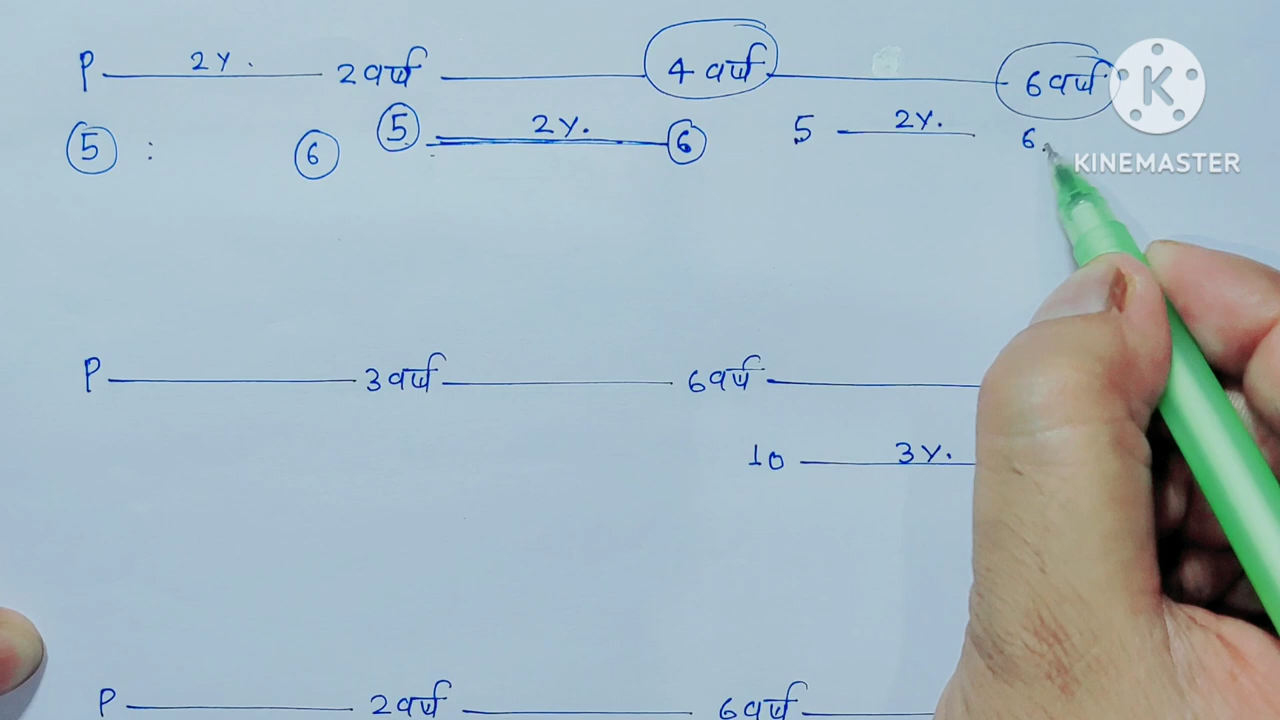 P 2y. 2वर्ष 4वर्ष 6वर्ष
5 : 6 5 2y. 6 5 2y. 6.
K
KINEMASTER
P 3वर्ष 6वर्ष
10 3y.
P 2वर्ष 6वर्ष